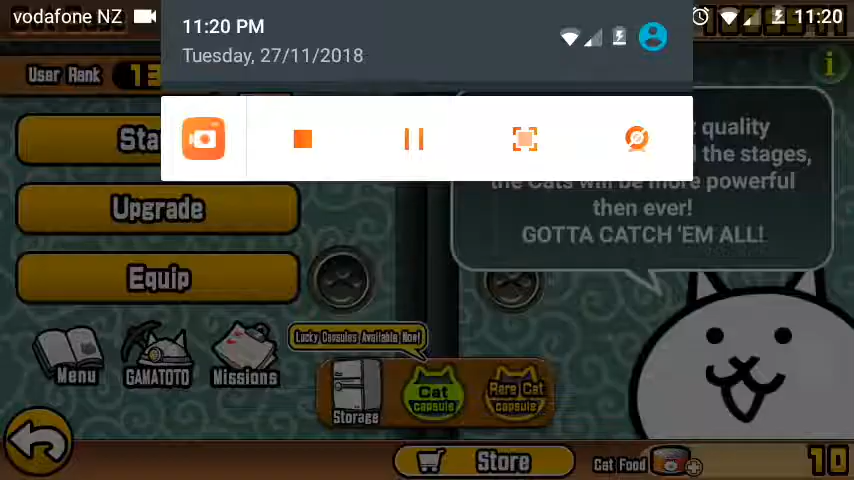 vodafone NZ
11:20
11:20 PM
Tuesday, 27/11/2018
User Rank
i
quality
the stages,
the Cats will be more powerful
then ever!
GOTTA CATCH 'EM ALL!
Upgrade
Equip
Lucky Capsules Available Now!
Menu
GAMATOTO
Missions
Storage
Cat
capsule
Rare Cat
capsule
Store
Cat Food
10